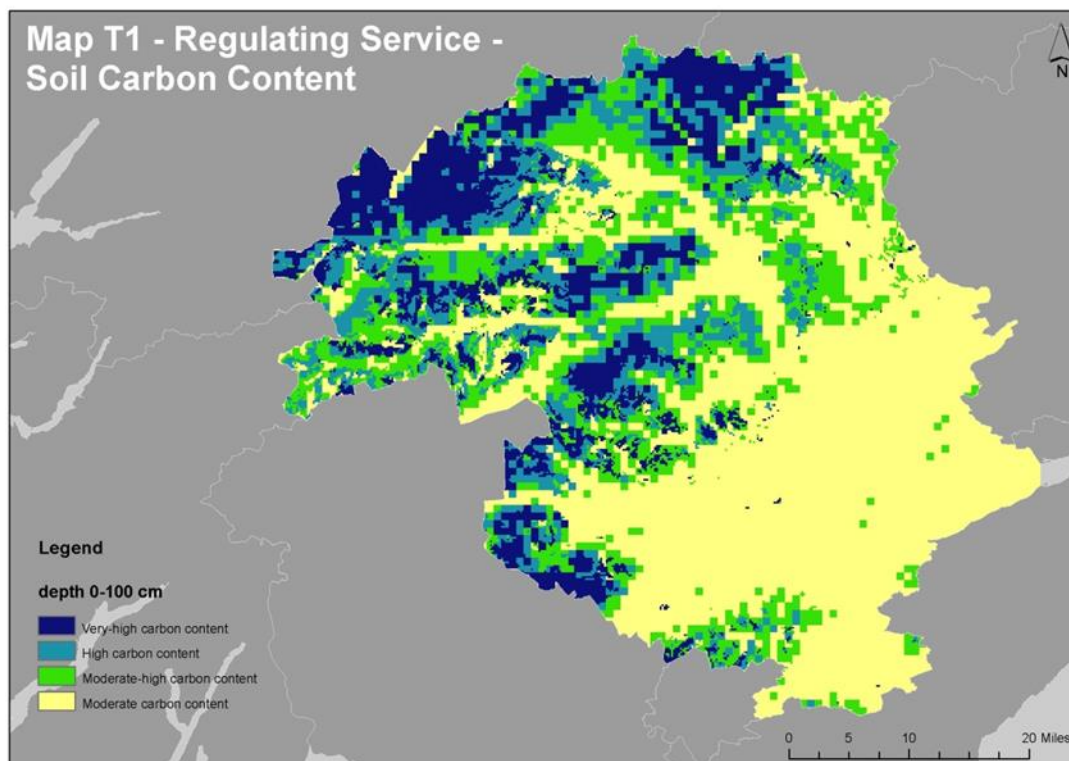 Map T1 - Regulating Service -
Soil Carbon Content
N
Legend
depth 0-100 cm
Very-high carbon content
High carbon content
Moderate-high carbon content
Moderate carbon content
0 5 10 20 Miles